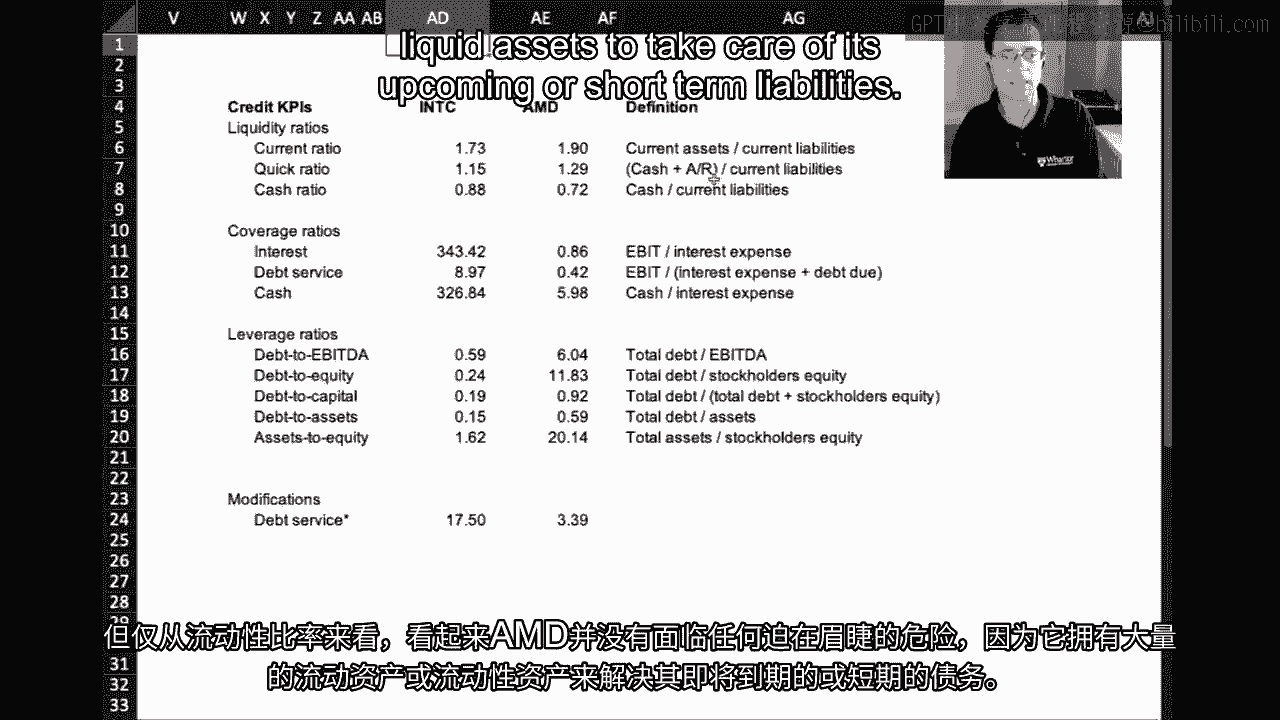 V W X Y Z AA AB AD AE AF AG
liquid assets to take care of its
upcoming or short term liabilities.
1
2
3
4 Credit KPIs INTC AMD Definition
5 Liquidity ratios
6 Current ratio 1.73 1.90 Current assets / current liabilities
7 Quick ratio 1.15 1.29 (Cash + A/R) / current liabilities
8 Cash ratio 0.88 0.72 Cash / current liabilities
9
10 Coverage ratios
11 Interest 343.42 0.86 EBIT / interest expense
12 Debt service 8.97 0.42 EBIT / (interest expense + debt due)
13 Cash 326.84 5.98 Cash / interest expense
14
15 Leverage ratios
16 Debt-to-EBITDA 0.59 6.04 Total debt / EBITDA
17 Debt-to-equity 0.24 11.83 Total debt / stockholders equity
18 Debt-to-capital 0.19 0.92 Total debt / (total debt + stockholders equity)
19 Debt-to-assets 0.15 0.59 Total debt / assets
20 Assets-to-equity 1.62 20.14 Total assets / stockholders equity
21
22
23 Modifications
24 Debt service* 17.50 3.39
25
26
27
28
29
但仅从流动性比率来看，看起来AMD并没有面临任何迫在眉睫的危险，因为它拥有大量
31
的流动资产或流动性资产来解决其即将到期的或短期的债务。
32
33
Wharton